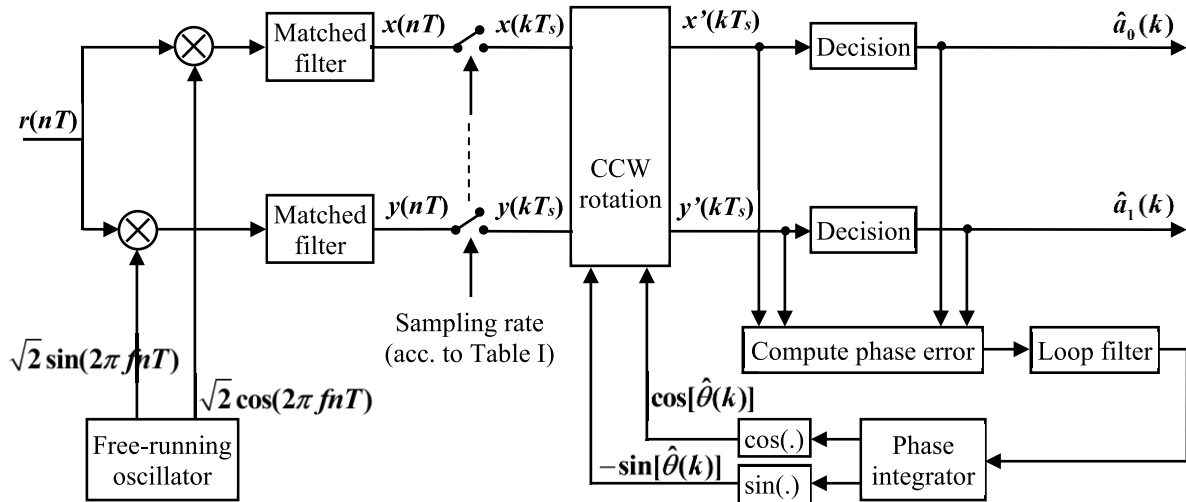 x(nT)
x(kTₛ)
x'(kTₛ)
Matched
filter
Decision
â₀(k)
r(nT)
CCW
rotation
Matched
filter
y(nT)
y(kTₛ)
y'(kTₛ)
Decision
â₁(k)
Sampling rate
(acc. to Table I)
Compute phase error
Loop filter
√2 sin(2π fnT)
√2 cos(2π fnT)
cos[θ̂(k)]
Free-running
oscillator
−sin[θ̂(k)]
cos(.)
sin(.)
Phase
integrator